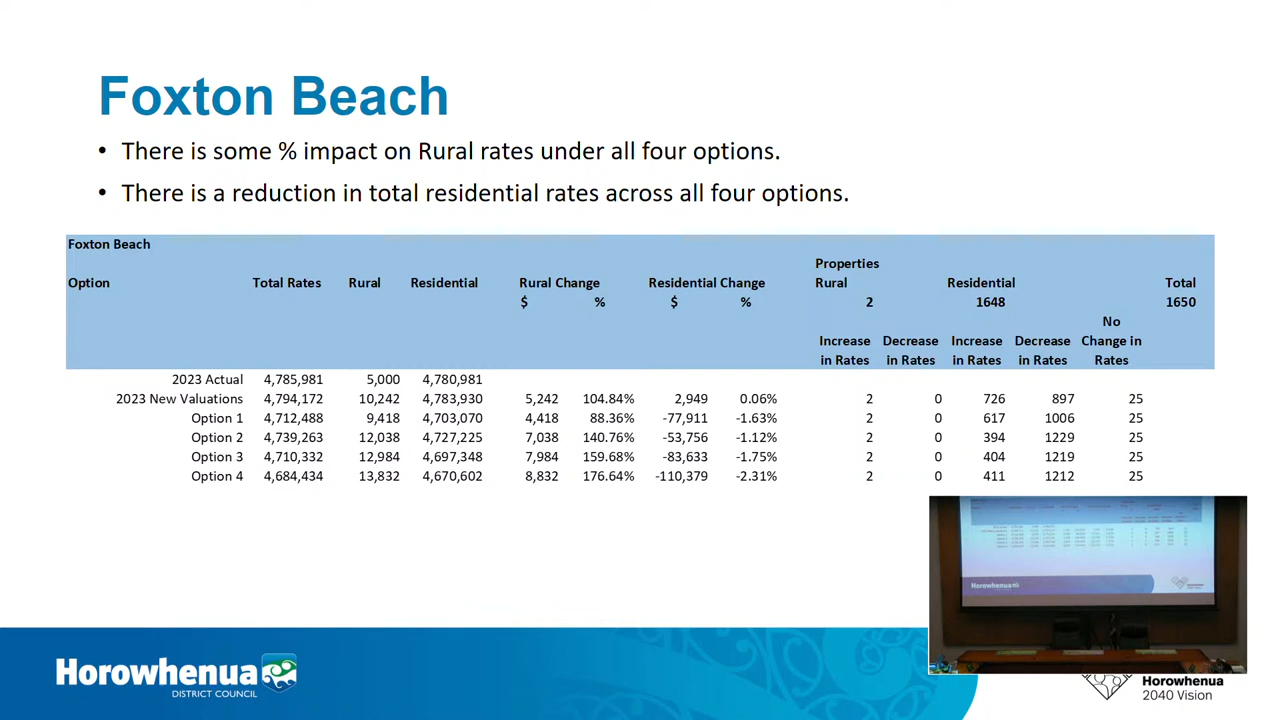 Foxton Beach
• There is some % impact on Rural rates under all four options.
• There is a reduction in total residential rates across all four options.
Foxton Beach
Properties
Option Total Rates Rural Residential Rural Change Residential Change Rural Residential Total
$ % $ % 2 1648 1650
No
Increase Decrease Increase Decrease Change in
in Rates in Rates in Rates in Rates Rates
2023 Actual 4,785,981 5,000 4,780,981
2023 New Valuations 4,794,172 10,242 4,783,930 5,242 104.84% 2,949 0.06% 2 0 726 897 25
Option 1 4,712,488 9,418 4,703,070 4,418 88.36% -77,911 -1.63% 2 0 617 1006 25
Option 2 4,739,263 12,038 4,727,225 7,038 140.76% -53,756 -1.12% 2 0 394 1229 25
Option 3 4,710,332 12,984 4,697,348 7,984 159.68% -83,633 -1.75% 2 0 404 1219 25
Option 4 4,684,434 13,832 4,670,602 8,832 176.64% -110,379 -2.31% 2 0 411 1212 25
Horowhenua
Horowhenua
DISTRICT COUNCIL
Horowhenua
2040 Vision